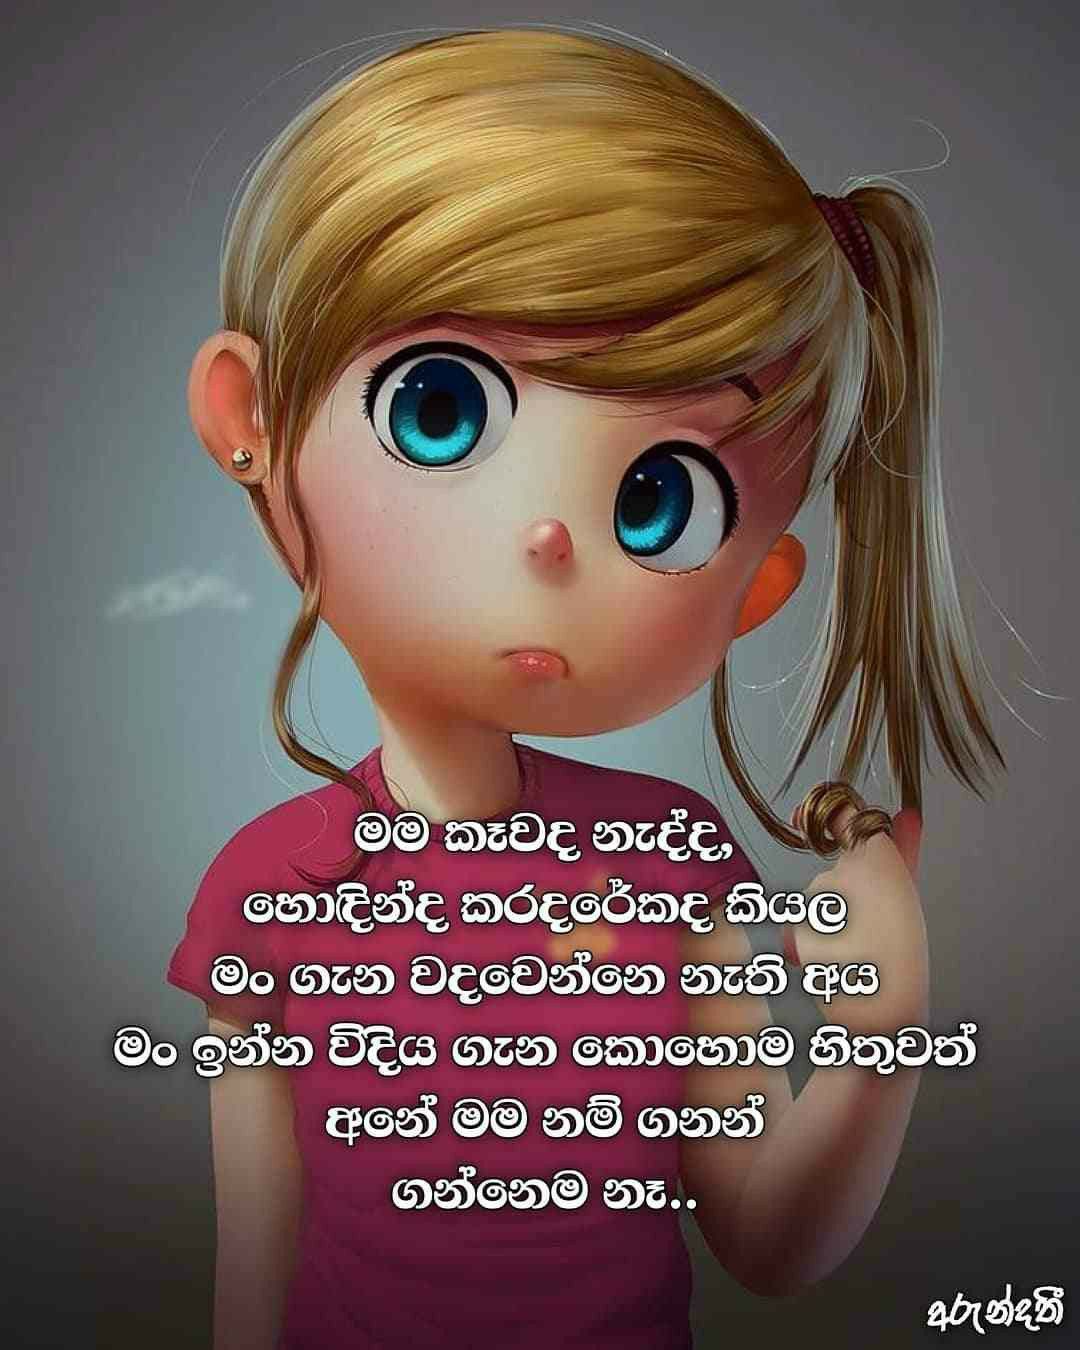 මම කෑවද නැද්ද,
හොඳින්ද කරදරේකද කියල
මං ගැන වදවෙන්නෙ නැති අය
මං ඉන්න විදිය ගැන කොහොම හිතුවත්
අනේ මම නම් ගනන්
ගන්නෙම නෑ..
අරුන්දතී